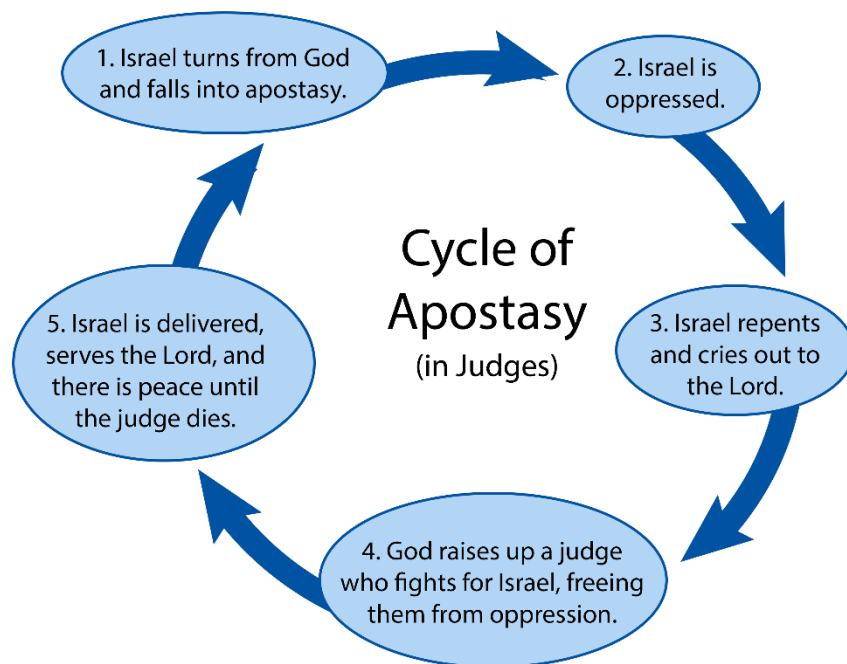 1. Israel turns from God
and falls into apostasy.
2. Israel is
oppressed.
Cycle of
Apostasy
(in Judges)
3. Israel repents
and cries out to
the Lord.
4. God raises up a judge
who fights for Israel, freeing
them from oppression.
5. Israel is delivered,
serves the Lord, and
there is peace until
the judge dies.